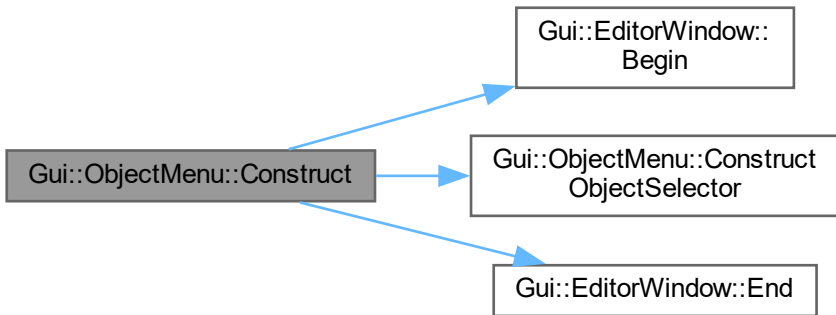 Gui::EditorWindow::
Begin
Gui::ObjectMenu::Construct
Gui::ObjectMenu::Construct
ObjectSelector
Gui::EditorWindow::End